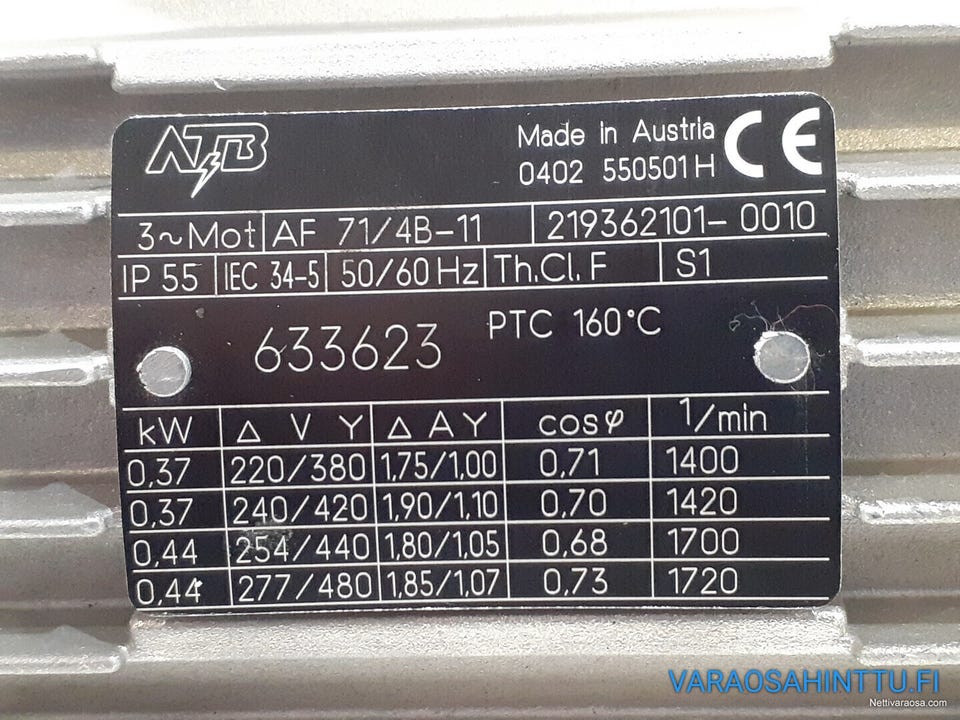 ATB
Made in Austria
0402 550501H
CE
3~Mot AF 71/4B-11 219362101-0010
IP 55 IEC 34-5 50/60 Hz Th.Cl. F S1
633623 PTC 160°C
kW Δ V Y Δ A Y cosφ 1/min
0,37 220/380 1,75/1,00 0,71 1400
0,37 240/420 1,90/1,10 0,70 1420
0,44 254/440 1,80/1,05 0,68 1700
0,44 277/480 1,85/1,07 0,73 1720
VARAOSAHINTTU.FI
Nettivaraosa.com